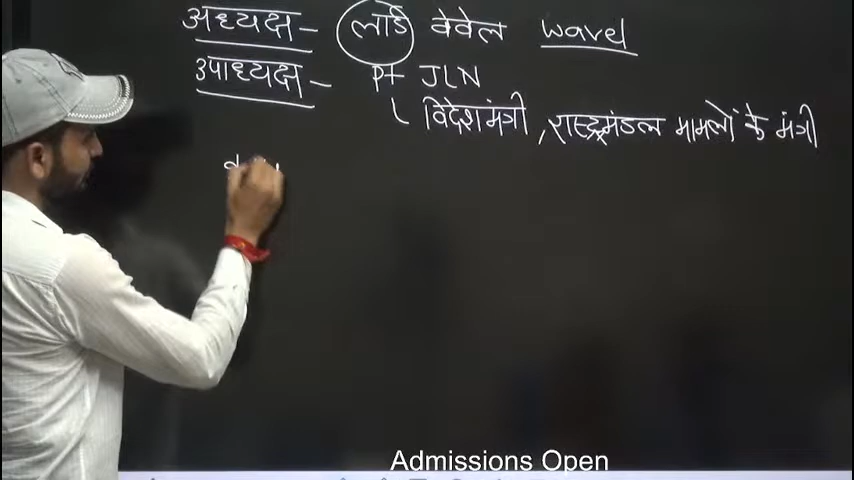 अध्यक्ष – लार्ड वेवेल wavel
उपाध्यक्ष – Pt JLN
विदेशमंत्री , रास्ट्रमंडल मामलों के मंत्री
Admissions Open